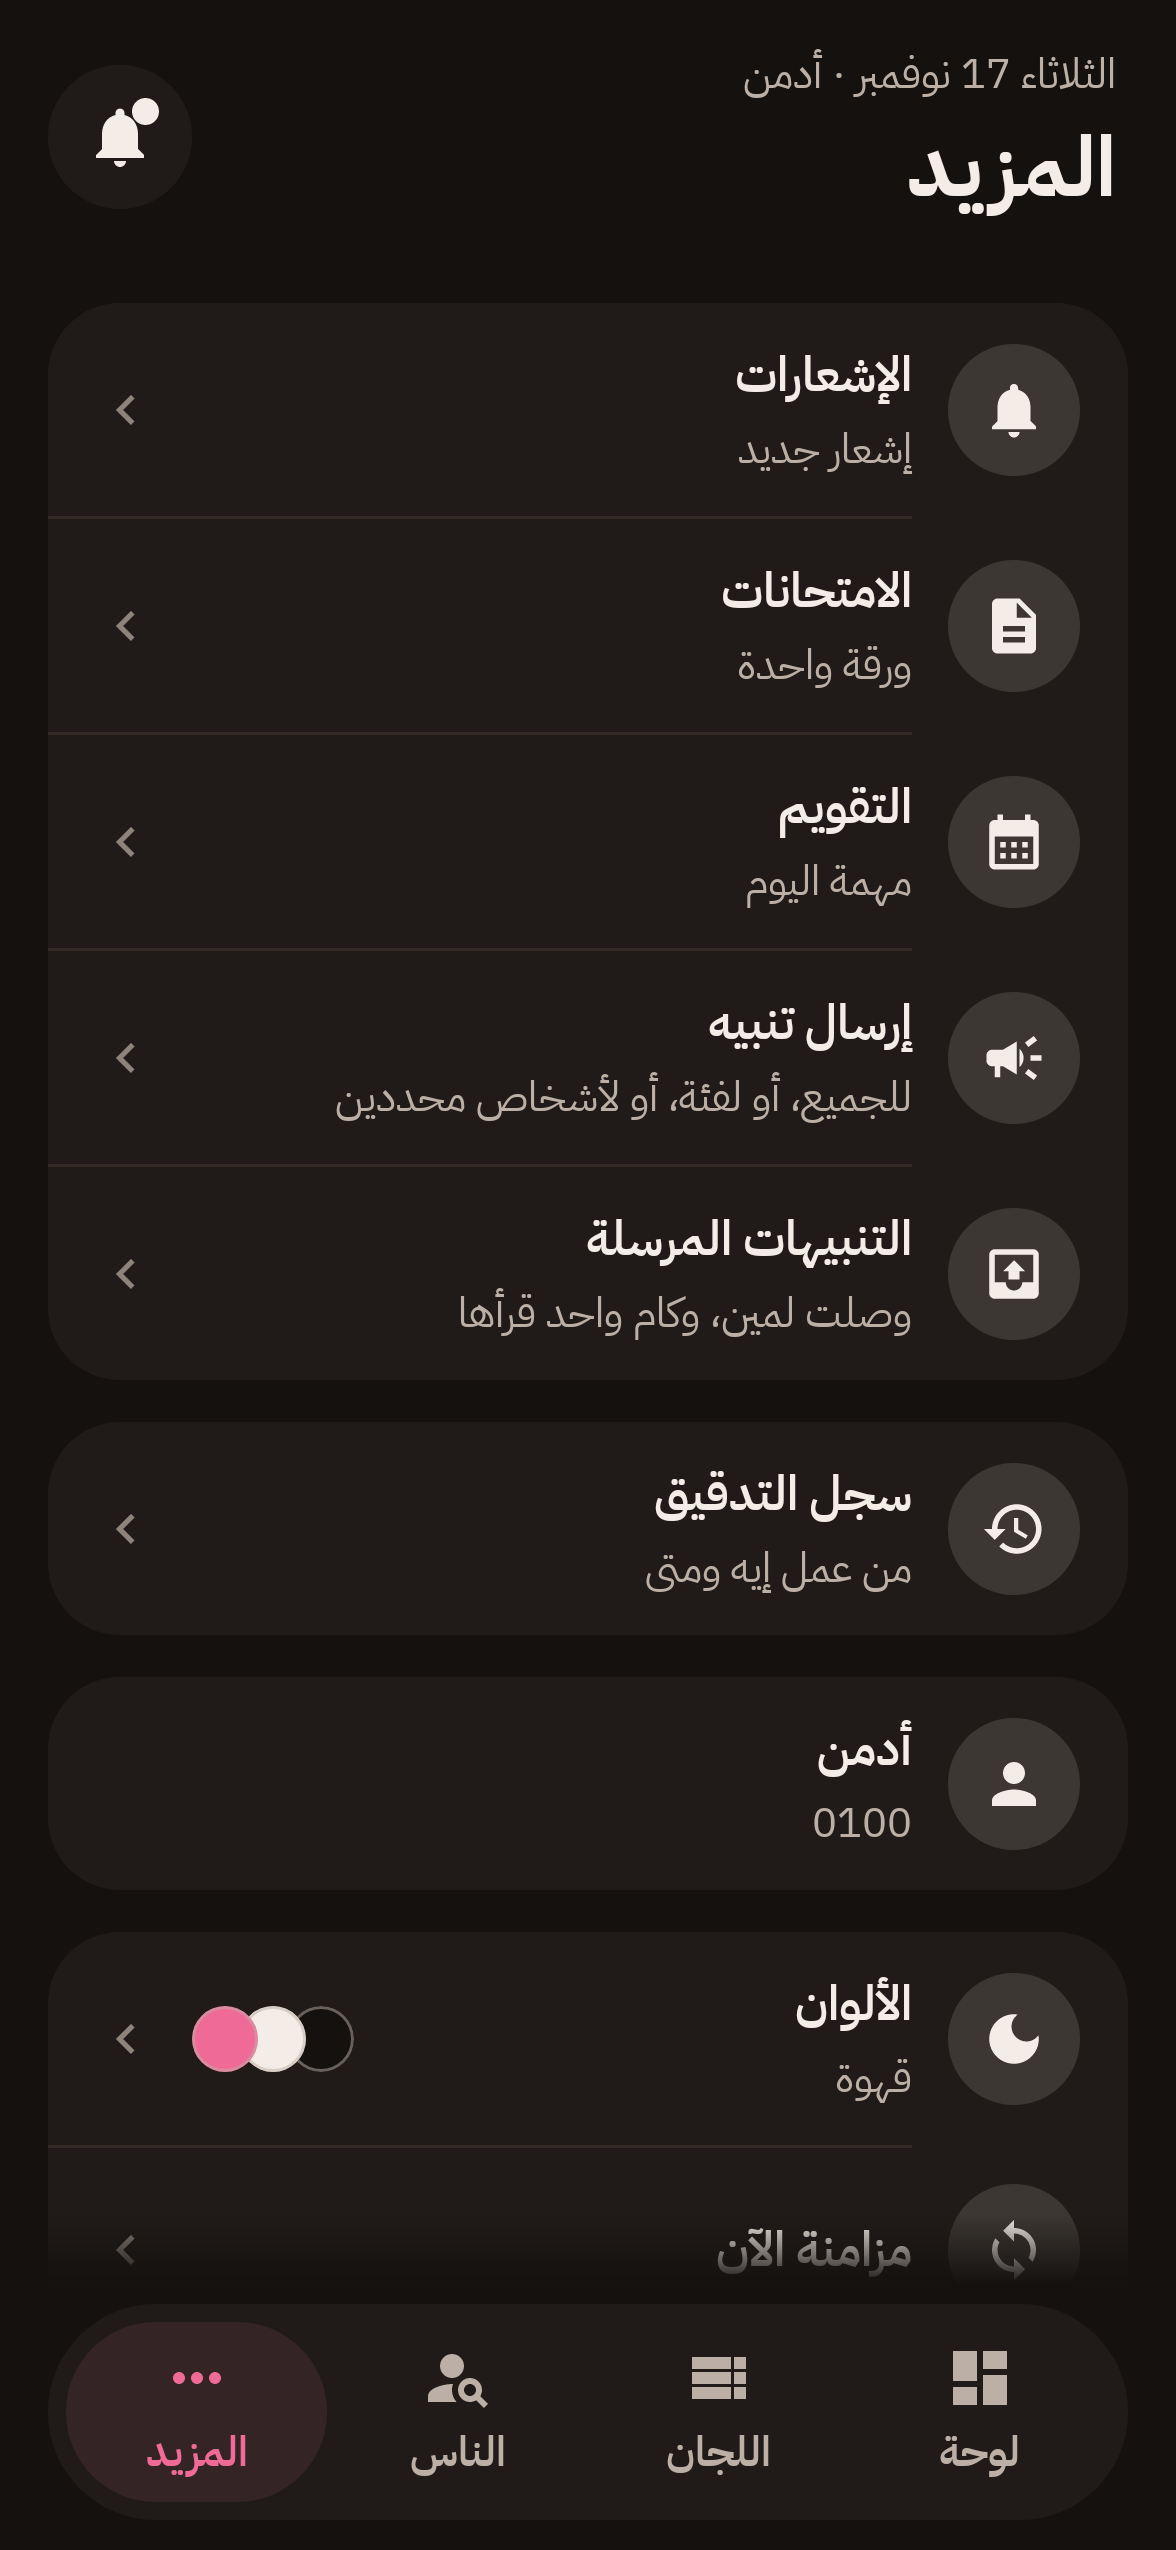 الثلاثاء 17 نوفمبر · أدمن
المزيد
الإشعارات
إشعار جديد
الامتحانات
ورقة واحدة
التقويم
مهمة اليوم
إرسال تنبيه
للجميع، أو لفئة، أو لأشخاص محددين
التنبيهات المرسلة
وصلت لمين، وكام واحد قرأها
سجل التدقيق
من عمل إيه ومتى
أدمن
0100
الألوان
قهوة
مزامنة الآن
لوحة
اللجان
الناس
المزيد